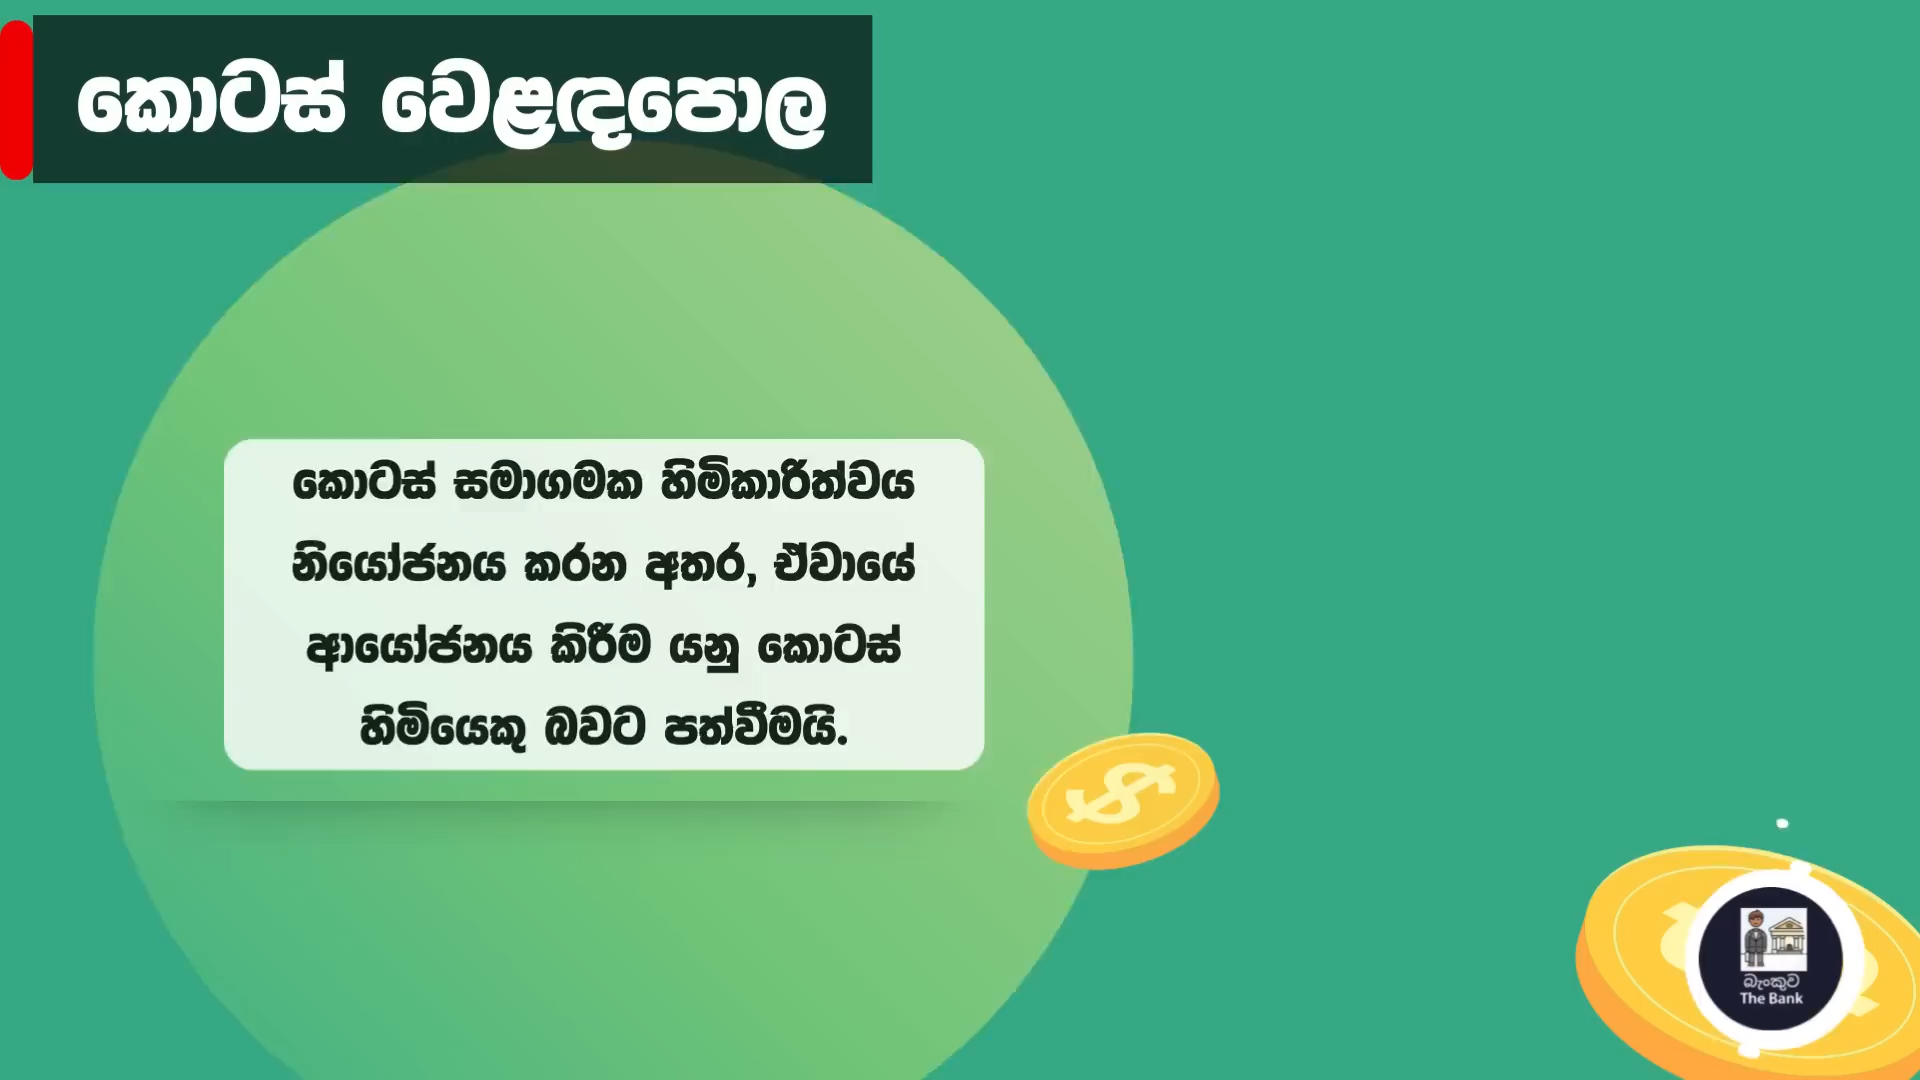 කොටස් වෙළඳපොල
කොටස් සමාගමක හිමිකාරිත්වය
නියෝජනය කරන අතර, ඒවායේ
ආයෝජනය කිරීම යනු කොටස්
හිමියෙකු බවට පත්වීමයි.
බැංකුව
The Bank